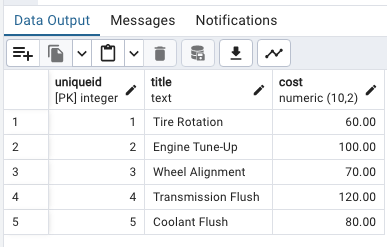 Data Output Messages Notifications
uniqueid title cost
[PK] integer text numeric (10,2)
1 1 Tire Rotation 60.00
2 2 Engine Tune-Up 100.00
3 3 Wheel Alignment 70.00
4 4 Transmission Flush 120.00
5 5 Coolant Flush 80.00